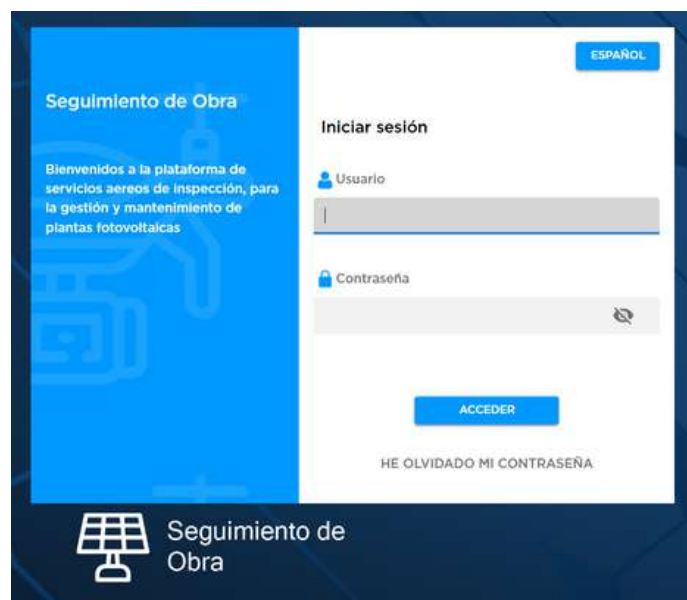 ESPAÑOL
Seguimiento de Obra
Bienvenidos a la plataforma de
servicios aereos de inspección, para
la gestión y mantenimiento de
plantas fotovoltaicas
Iniciar sesión
Usuario
Contraseña
ACCEDER
HE OLVIDADO MI CONTRASEÑA
Seguimiento de
Obra